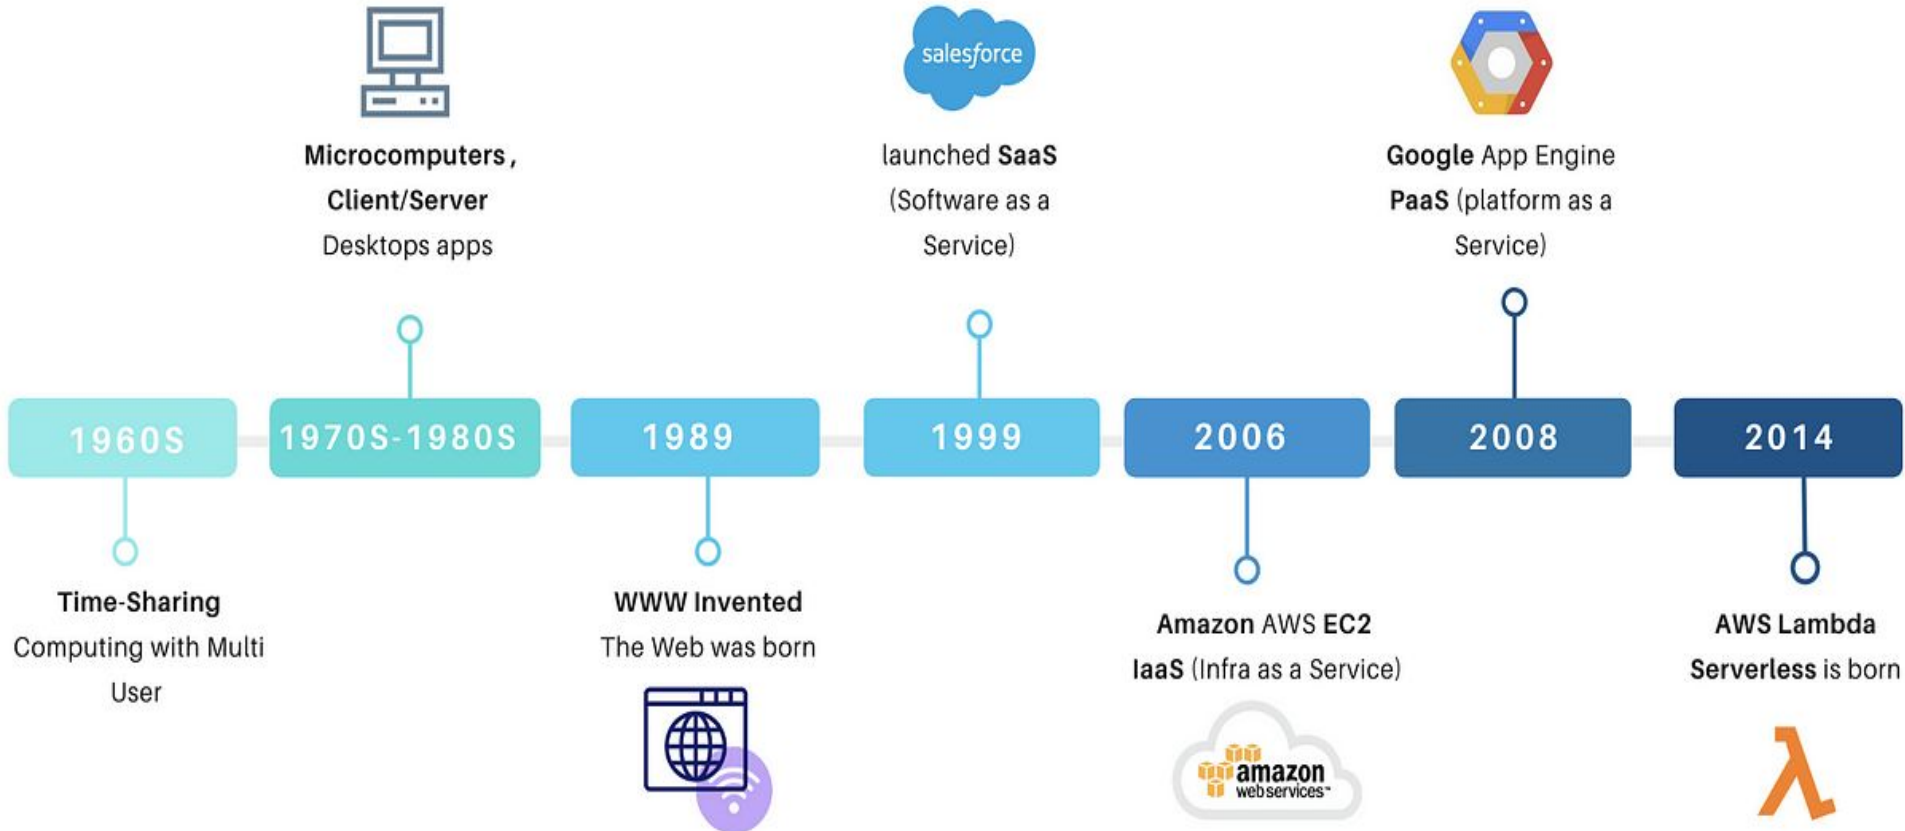 salesforce
Microcomputers,
Client/Server
Desktops apps
launched SaaS
(Software as a
Service)
Google App Engine
PaaS (platform as a
Service)
1960S
1970S-1980S
1989
1999
2006
2008
2014
Time-Sharing
Computing with Multi
User
WWW Invented
The Web was born
Amazon AWS EC2
IaaS (Infra as a Service)
amazon
web services™
AWS Lambda
Serverless is born
λ